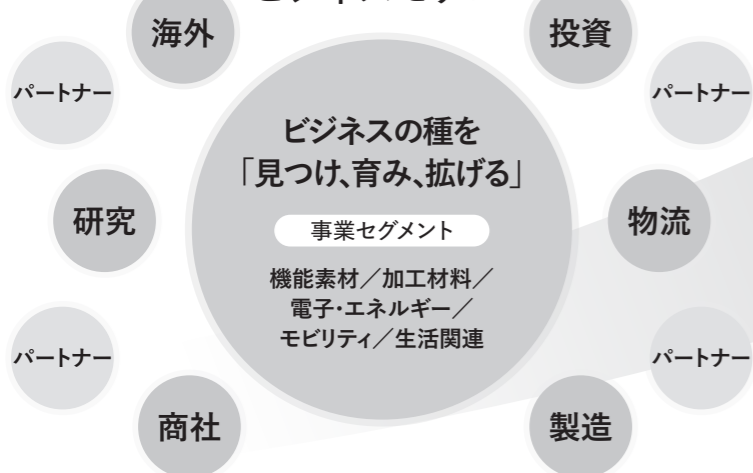 海外
投資
パートナー
パートナー
ビジネスの種を
「見つけ、育み、拡げる」
研究
物流
事業セグメント
機能素材／加工材料／
電子・エネルギー／
モビリティ／生活関連
パートナー
パートナー
商社
製造